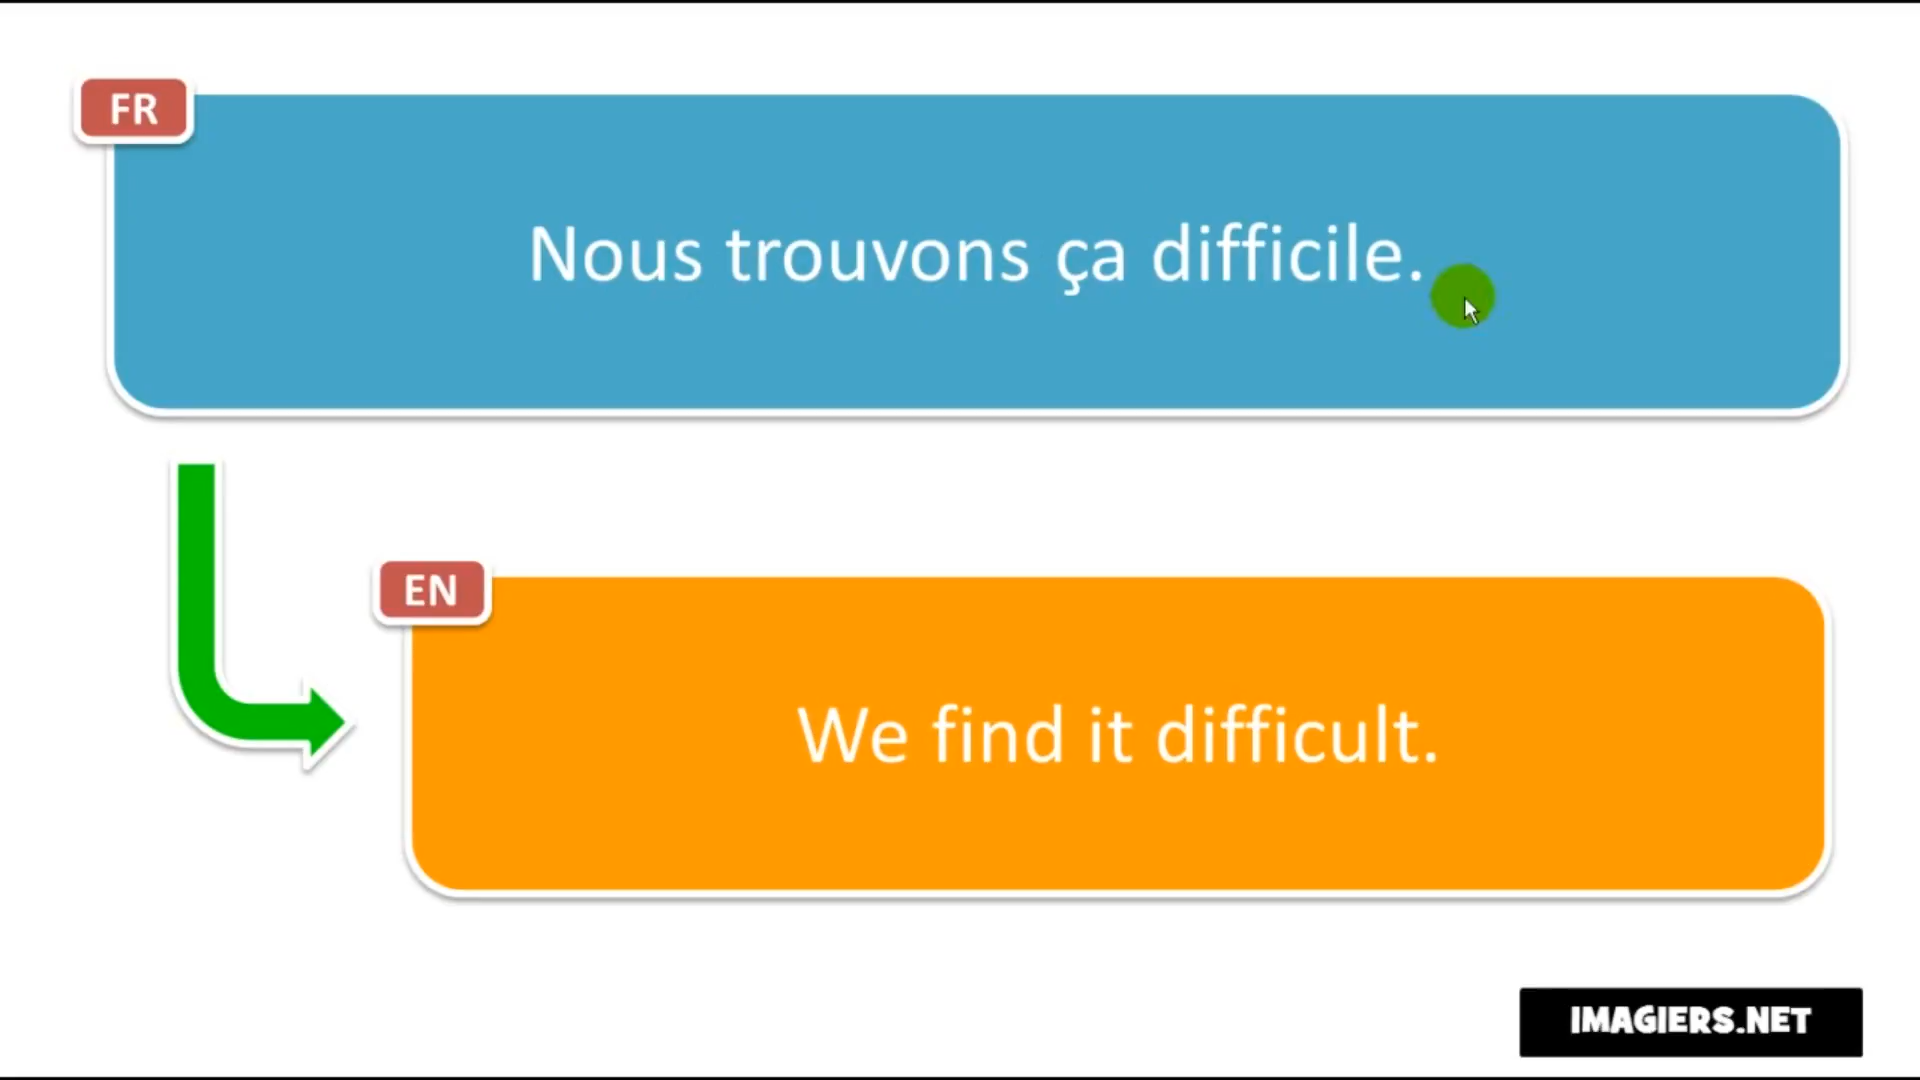 FR
Nous trouvons ça difficile.
EN
We find it difficult.
IMAGIERS.NET